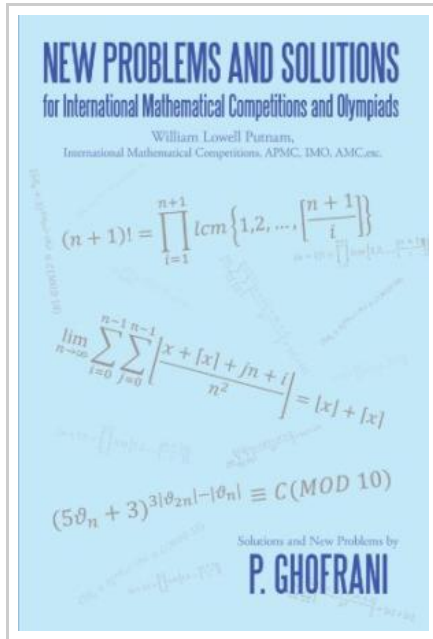 NEW PROBLEMS AND SOLUTIONS
for International Mathematical Competitions and Olympiads
William Lowell Putnam,
International Mathematical Competitions, APMC, IMO, AMC,exc.
(n + 1)! = ∏_{i=1}^{n+1} lcm{1,2, ..., [(n + 1)/i]}
lim_{n→∞} ∑_{i=0}^{n-1} ∑_{j=0}^{n-1} ⌊(x + ⌈x⌉ + jn + i)/n²⌋ = ⌊x⌋ + ⌈x⌉
(5ϑ_n + 3)^{3|ϑ_{2n}|-|ϑ_n|} ≡ C(MOD 10)
Solutions and New Problems by
P. GHOFRANI